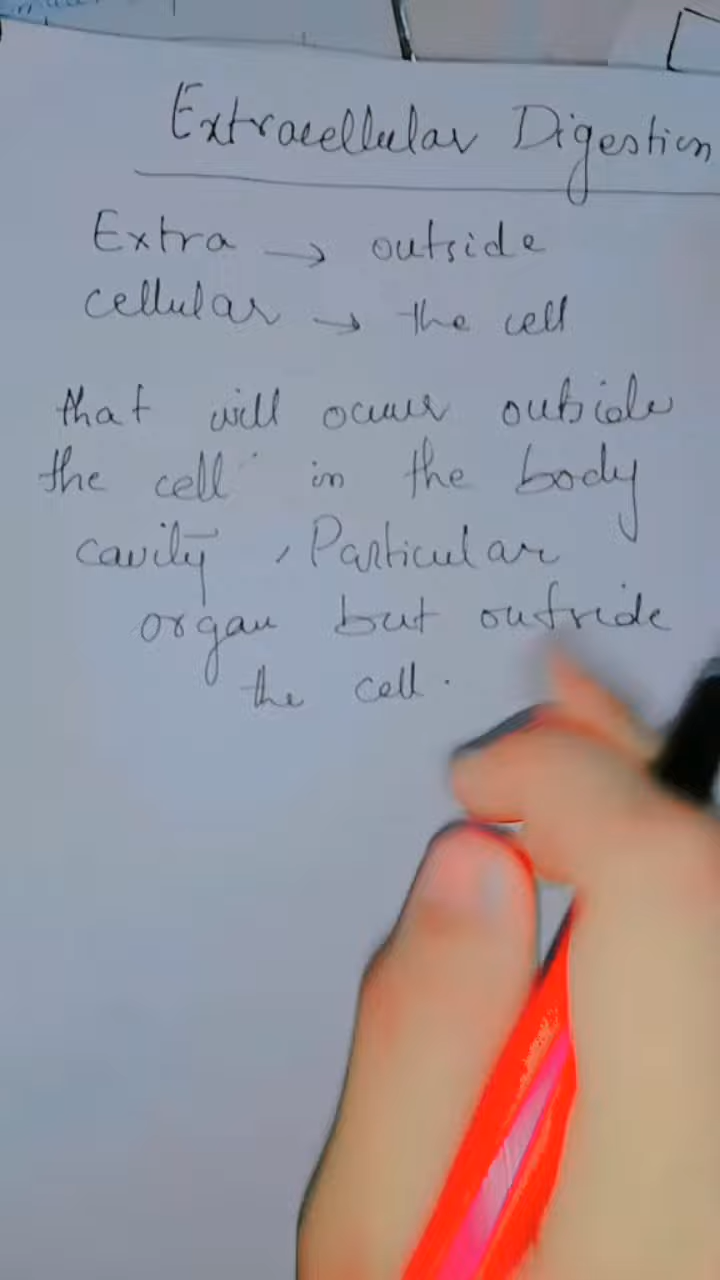 Extracellular Digestion
Extra → outside
cellular → the cell
that will occur outside
the cell in the body
cavity, Particular
organ but outside
the cell.